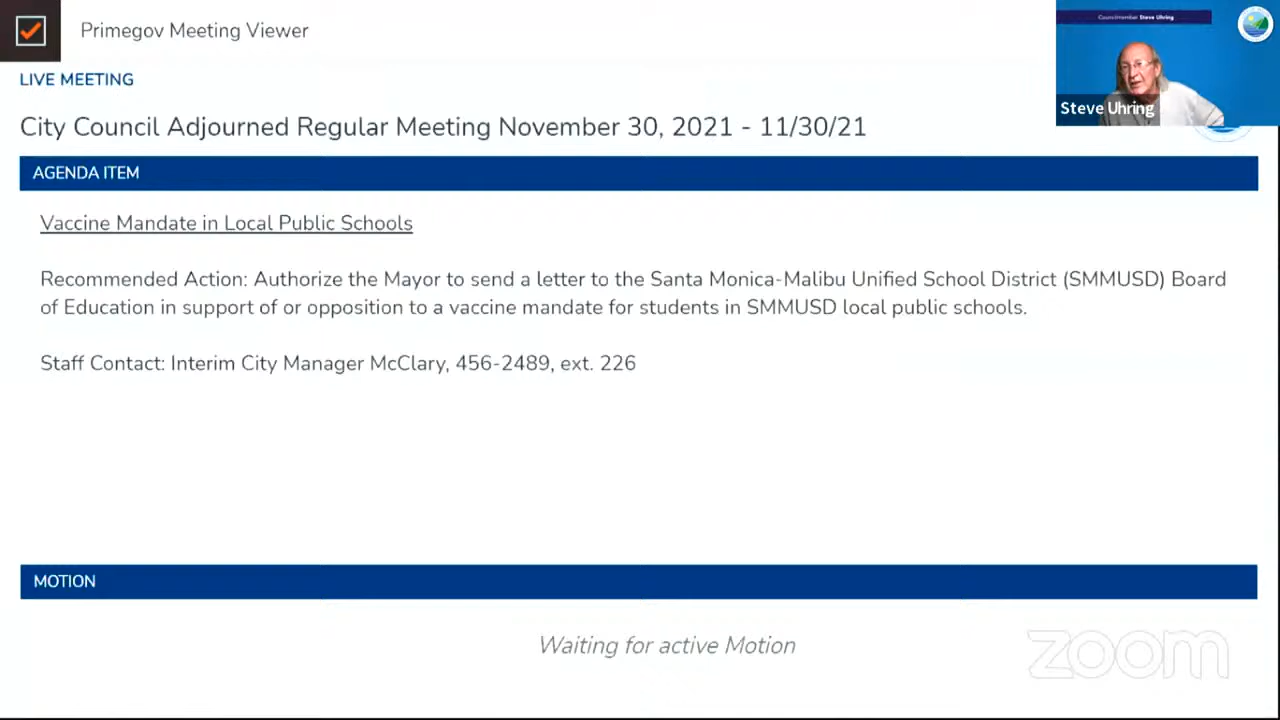 Primegov Meeting Viewer
Councilmember Steve Uhring
LIVE MEETING
Steve Uhring
City Council Adjourned Regular Meeting November 30, 2021 - 11/30/21
AGENDA ITEM
Vaccine Mandate in Local Public Schools
Recommended Action: Authorize the Mayor to send a letter to the Santa Monica-Malibu Unified School District (SMMUSD) Board
of Education in support of or opposition to a vaccine mandate for students in SMMUSD local public schools.
Staff Contact: Interim City Manager McClary, 456-2489, ext. 226
MOTION
Waiting for active Motion
zoom